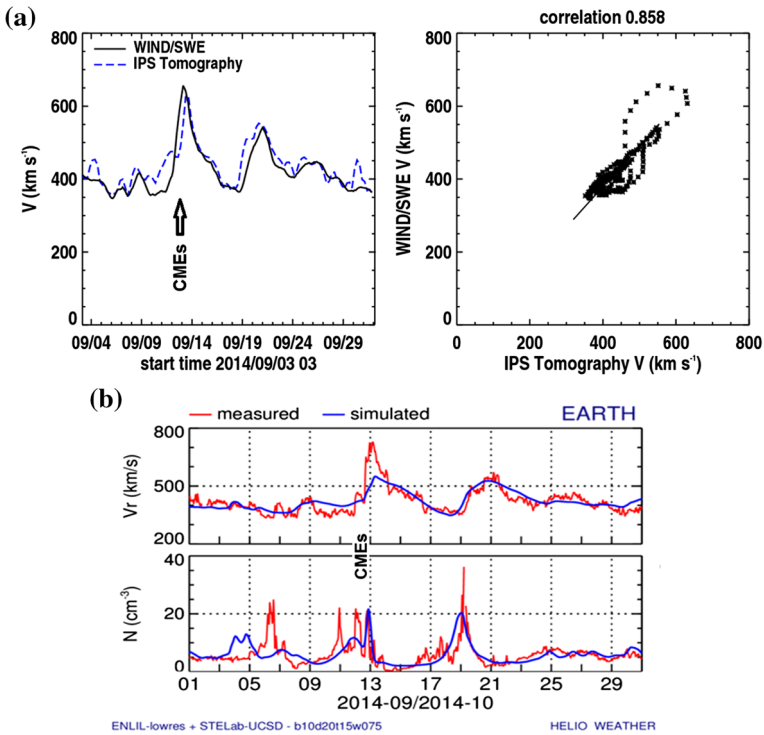 (a)
correlation 0.858
WIND/SWE
IPS Tomography
800
600
400
200
0
V (km s⁻¹)
CMEs
09/04 09/09 09/14 09/19 09/24 09/29
start time 2014/09/03 03
800
600
400
200
0
WIND/SWE V (km s⁻¹)
0 200 400 600 800
IPS Tomography V (km s⁻¹)
(b)
measured simulated EARTH
800
500
200
Vr (km/s)
CMEs
40
20
0
N (cm⁻³)
01 05 09 13 17 21 25 29
2014-09/2014-10
ENLIL-lowres + STELab-UCSD - b10d20t15w075 HELIO WEATHER